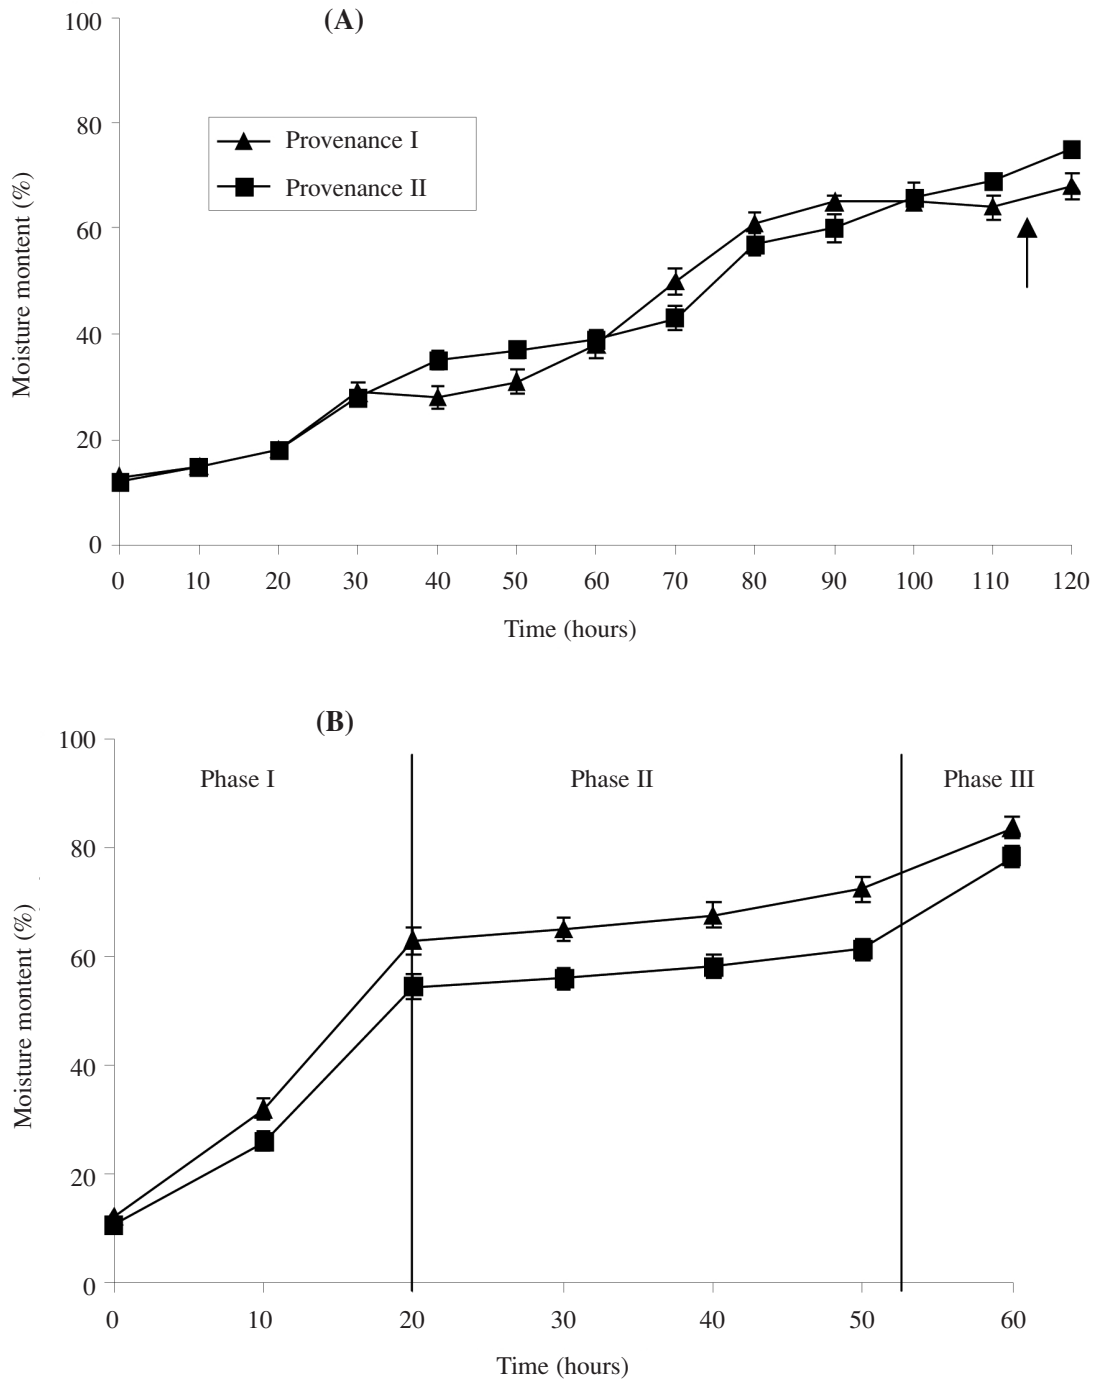 (A)
100
80
60
40
20
0
Moisture montent (%)
Provenance I
Provenance II
0 10 20 30 40 50 60 70 80 90 100 110 120
Time (hours)
(B)
100
80
60
40
20
0
Moisture montent (%)
Phase I Phase II Phase III
0 10 20 30 40 50 60
Time (hours)